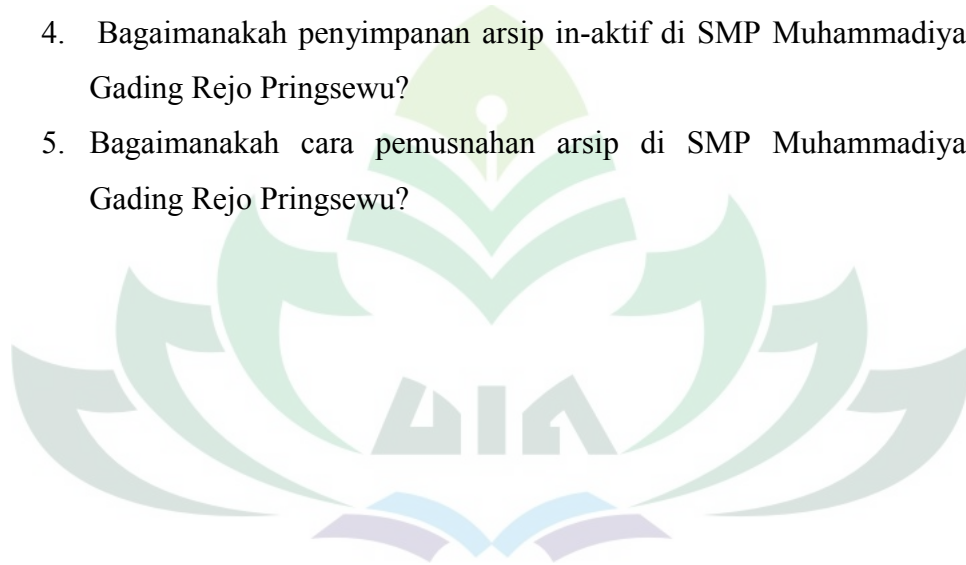 4. Bagaimanakah penyimpanan arsip in-aktif di SMP Muhammadiya
Gading Rejo Pringsewu?
5. Bagaimanakah cara pemusnahan arsip di SMP Muhammadiya
Gading Rejo Pringsewu?
UIN